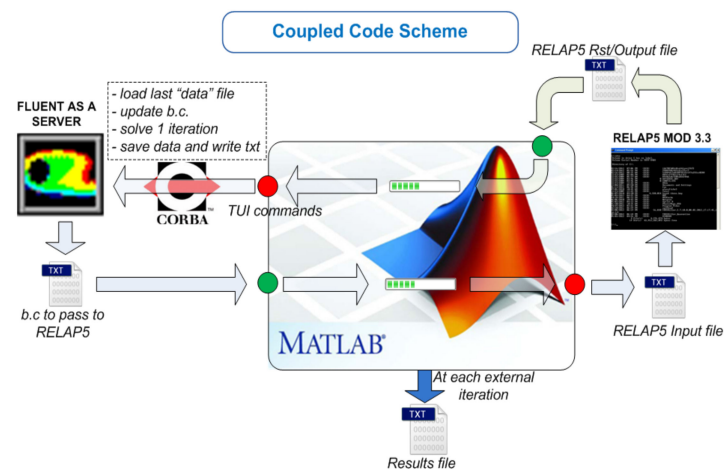 Coupled Code Scheme
RELAP5 Rst/Output file
TXT
- load last “data” file
- update b.c.
- solve 1 iteration
- save data and write txt
FLUENT AS A
SERVER
RELAP5 MOD 3.3
CORBA™
TUI commands
TXT
b.c to pass to
RELAP5
TXT
RELAP5 Input file
MATLAB®
At each external
iteration
TXT
Results file